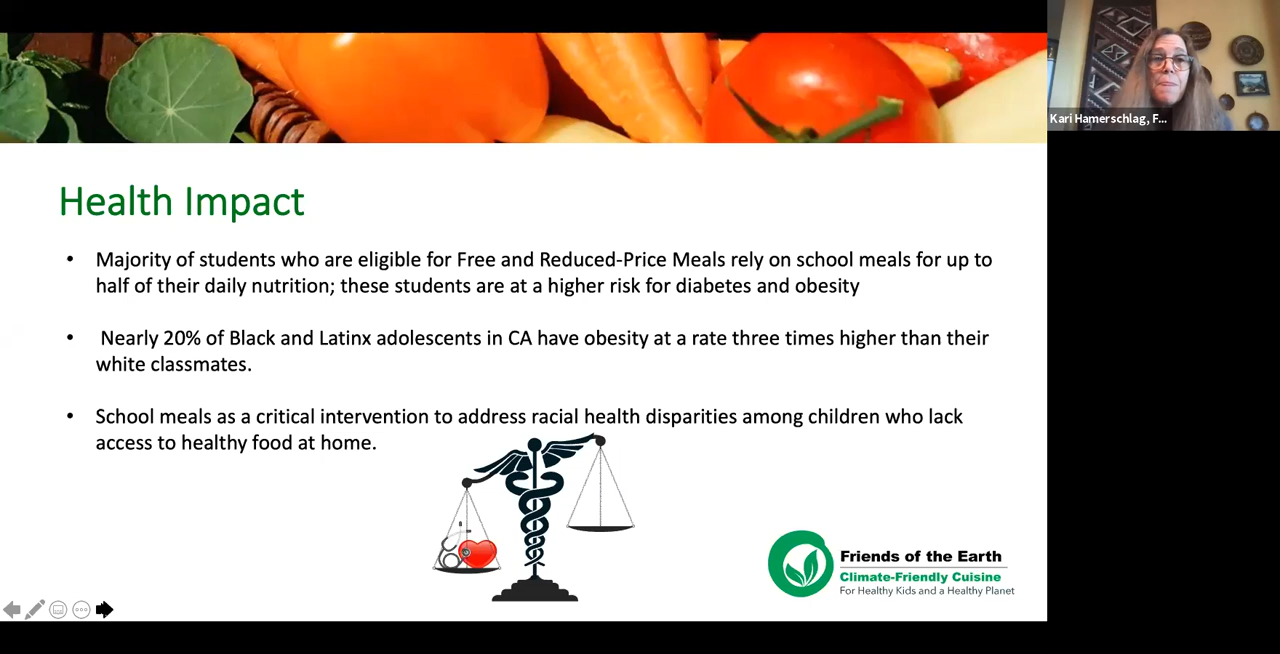 Kari Hamerschlag, F...
Health Impact
• Majority of students who are eligible for Free and Reduced-Price Meals rely on school meals for up to
half of their daily nutrition; these students are at a higher risk for diabetes and obesity
• Nearly 20% of Black and Latinx adolescents in CA have obesity at a rate three times higher than their
white classmates.
• School meals as a critical intervention to address racial health disparities among children who lack
access to healthy food at home.
Friends of the Earth
Climate-Friendly Cuisine
For Healthy Kids and a Healthy Planet